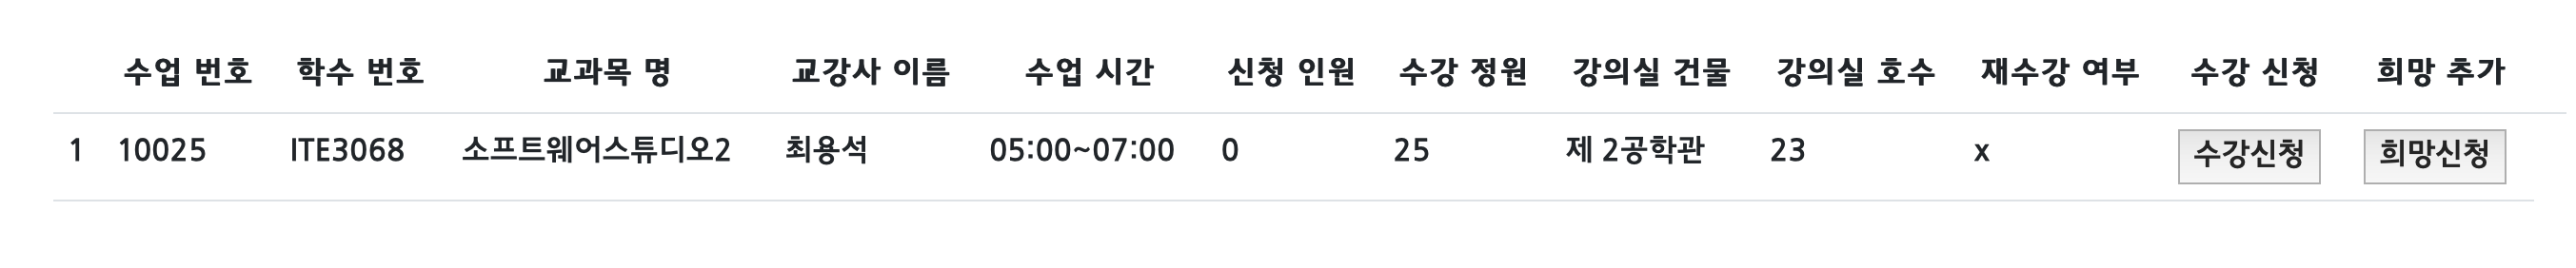 수업 번호 학수 번호 교과목 명 교강사 이름 수업 시간 신청 인원 수강 정원 강의실 건물 강의실 호수 재수강 여부 수강 신청 희망 추가
1 10025 ITE3068 소프트웨어스튜디오2 최용석 05:00~07:00 0 25 제 2공학관 23 x 수강신청 희망신청